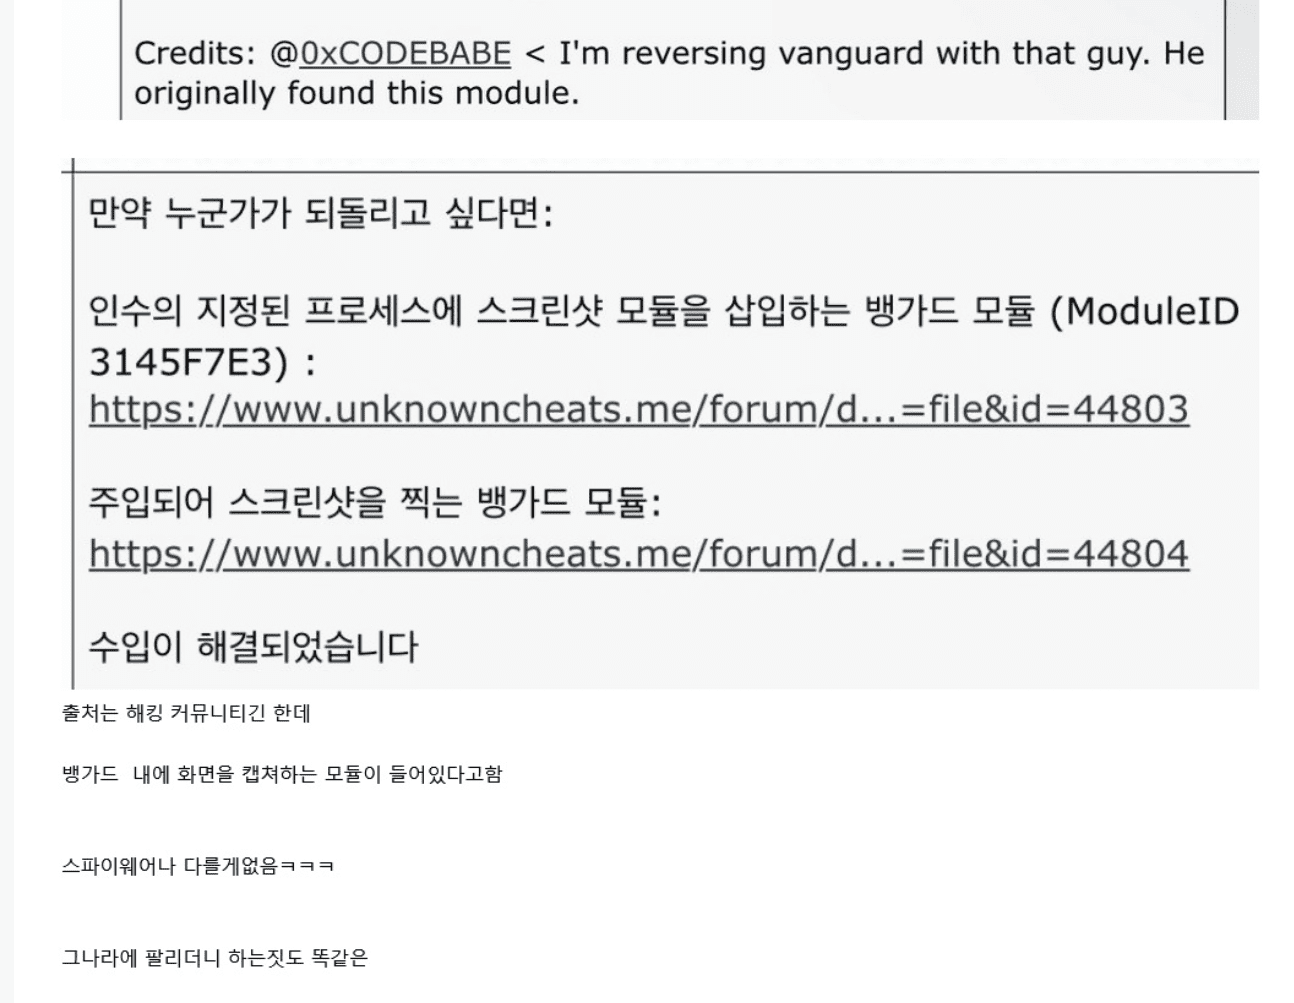 Credits: @0xCODEBABE < I'm reversing vanguard with that guy. He
originally found this module.
만약 누군가가 되돌리고 싶다면:
인수의 지정된 프로세스에 스크린샷 모듈을 삽입하는 뱅가드 모듈 (ModuleID
3145F7E3) :
https://www.unknowncheats.me/forum/d...=file&id=44803
주입되어 스크린샷을 찍는 뱅가드 모듈:
https://www.unknowncheats.me/forum/d...=file&id=44804
수입이 해결되었습니다
출처는 해킹 커뮤니티긴 한데
뱅가드  내에 화면을 캡쳐하는 모듈이 들어있다고함
스파이웨어나 다를게없음ㅋㅋㅋ
그나라에 팔리더니 하는짓도 똑같은